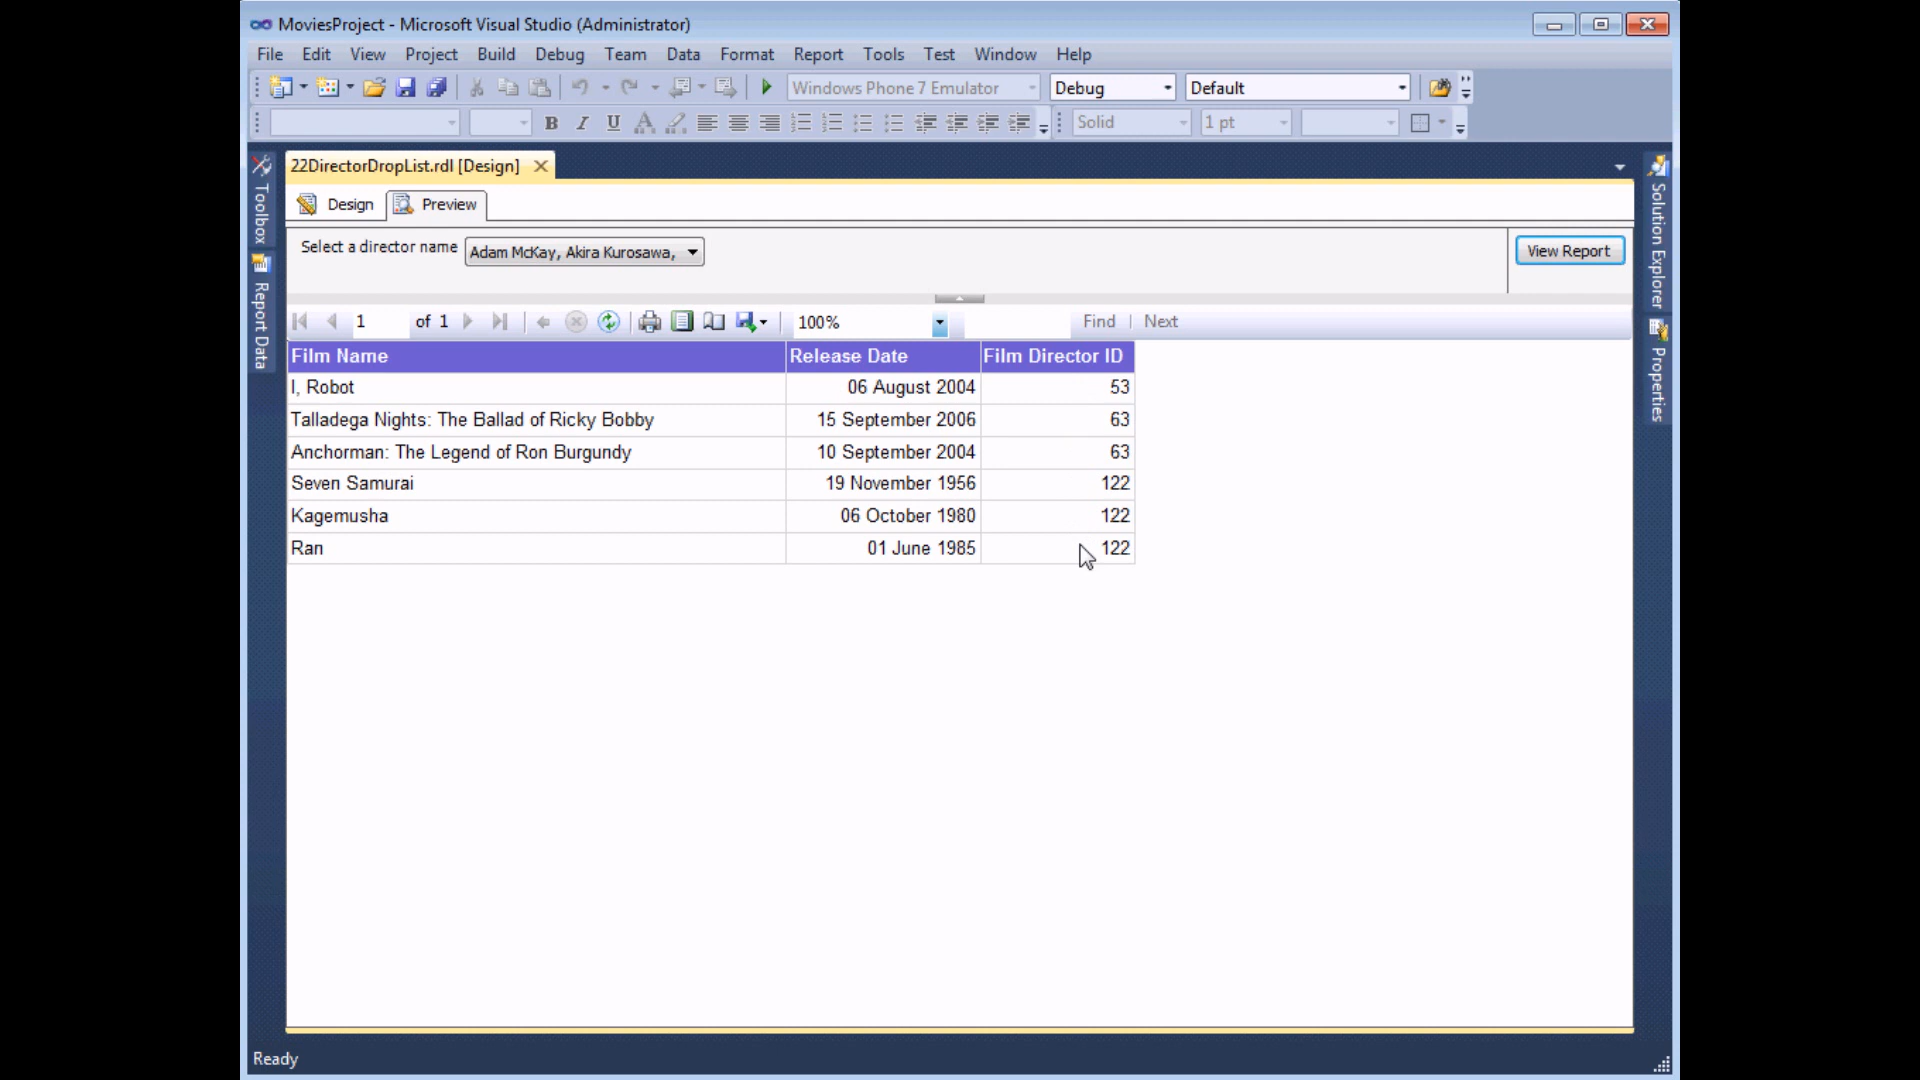 MoviesProject - Microsoft Visual Studio (Administrator)
File Edit View Project Build Debug Team Data Format Report Tools Test Window Help
Windows Phone 7 Emulator Debug Default
B I U A Solid 1 pt
22DirectorDropList.rdl [Design]
Toolbox
Report Data
Solution Explorer
Properties
Design Preview
Select a director name Adam McKay, Akira Kurosawa, View Report
1 of 1 100% Find | Next
Film Name Release Date Film Director ID
I, Robot 06 August 2004 53
Talladega Nights: The Ballad of Ricky Bobby 15 September 2006 63
Anchorman: The Legend of Ron Burgundy 10 September 2004 63
Seven Samurai 19 November 1956 122
Kagemusha 06 October 1980 122
Ran 01 June 1985 122
Ready